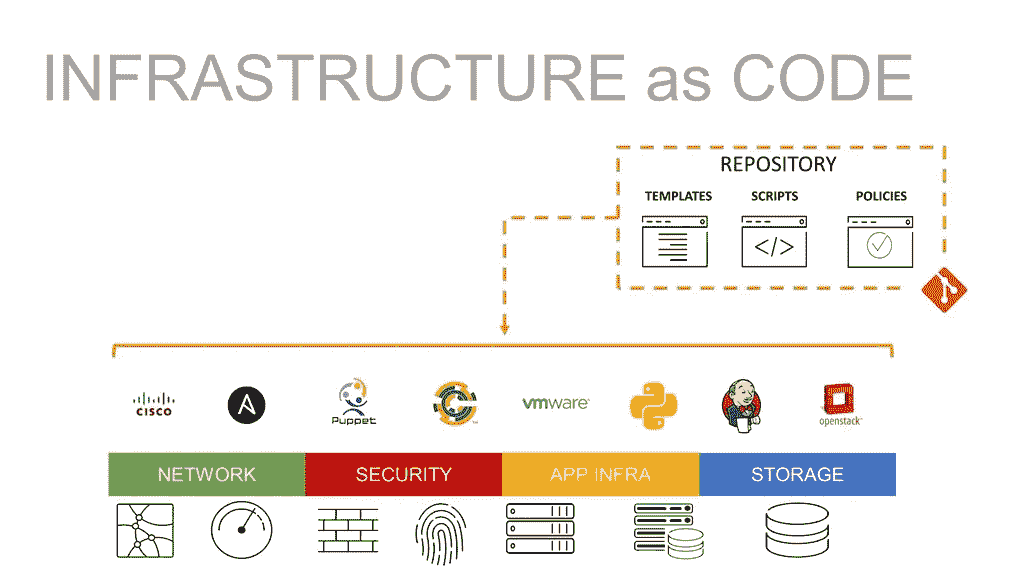 INFRASTRUCTURE as CODE
REPOSITORY
TEMPLATES SCRIPTS POLICIES
</>
CISCO Puppet vmware openstack
NETWORK SECURITY APP INFRA STORAGE